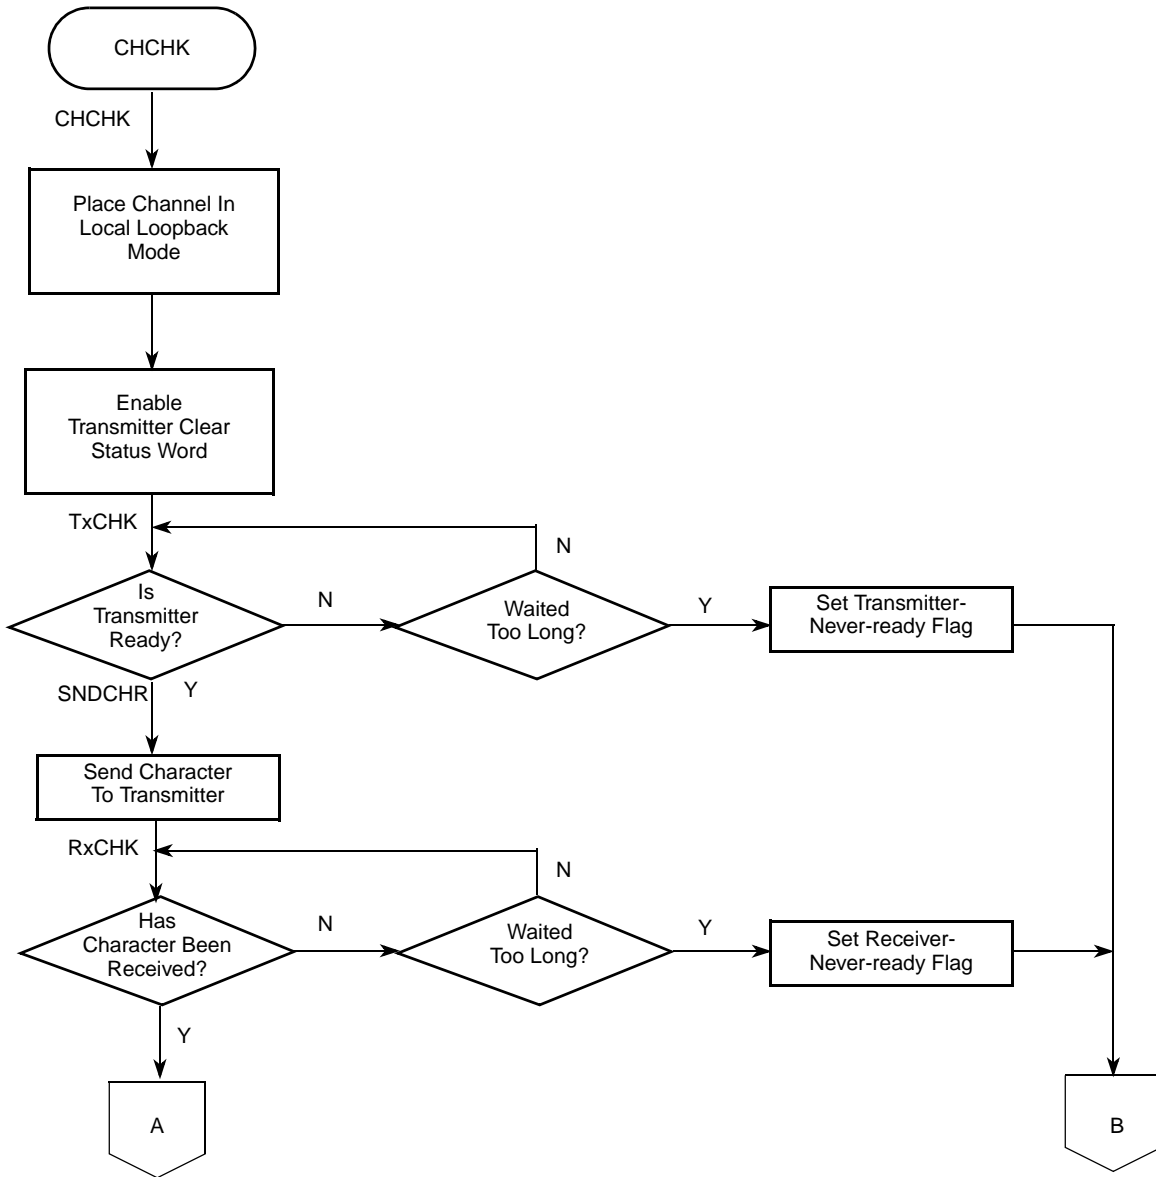 CHCHK
CHCHK
Place Channel In
Local Loopback
Mode
Enable
Transmitter Clear
Status Word
TxCHK
N
Is
Transmitter
Ready?
N
Waited
Too Long?
Y
Set Transmitter-
Never-ready Flag
SNDCHR
Y
Send Character
To Transmitter
RxCHK
N
Has
Character Been
Received?
N
Waited
Too Long?
Y
Set Receiver-
Never-ready Flag
Y
A
B